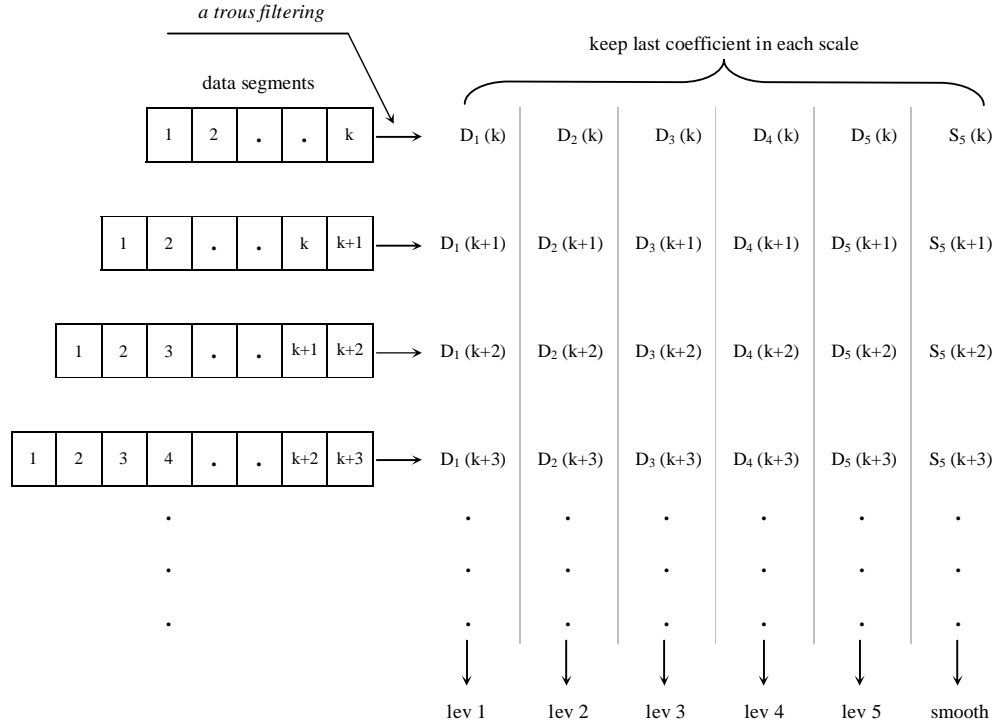 a trous filtering
keep last coefficient in each scale
data segments
1 2 . . k D₁ (k) D₂ (k) D₃ (k) D₄ (k) D₅ (k) S₅ (k)
1 2 . . k k+1 D₁ (k+1) D₂ (k+1) D₃ (k+1) D₄ (k+1) D₅ (k+1) S₅ (k+1)
1 2 3 . . k+1 k+2 D₁ (k+2) D₂ (k+2) D₃ (k+2) D₄ (k+2) D₅ (k+2) S₅ (k+2)
1 2 3 4 . . k+2 k+3 D₁ (k+3) D₂ (k+3) D₃ (k+3) D₄ (k+3) D₅ (k+3) S₅ (k+3)
. . . . . . .
. . . . . . .
. . . . . . .
lev 1 lev 2 lev 3 lev 4 lev 5 smooth